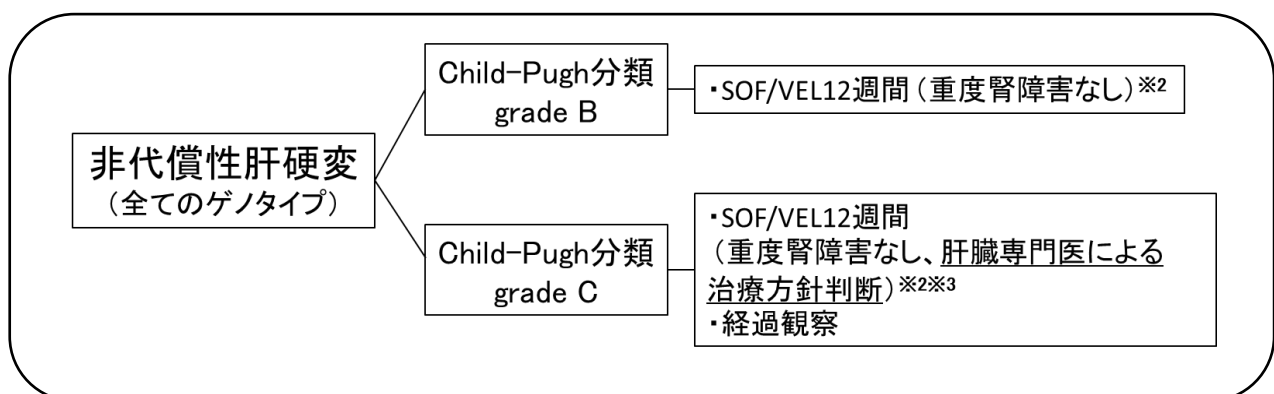 非代償性肝硬変
（全てのゲノタイプ）
Child-Pugh分類
grade B
・SOF/VEL12週間（重度腎障害なし）※2
Child-Pugh分類
grade C
・SOF/VEL12週間
（重度腎障害なし、肝臓専門医による
治療方針判断）※2※3
・経過観察